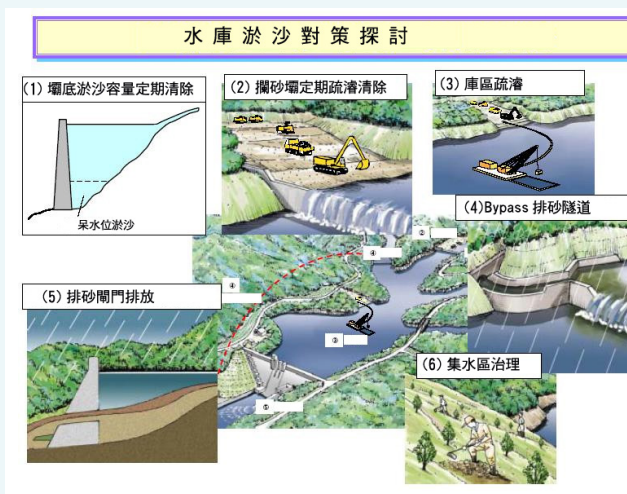 水庫淤沙對策探討
(1) 壩底淤沙容量定期清除
呆水位淤沙
(2) 攔砂壩定期疏濬清除
(3) 庫區疏濬
(4)Bypass 排砂隧道
②
④
④
③
⑤
(5) 排砂閘門排放
(6) 集水區治理